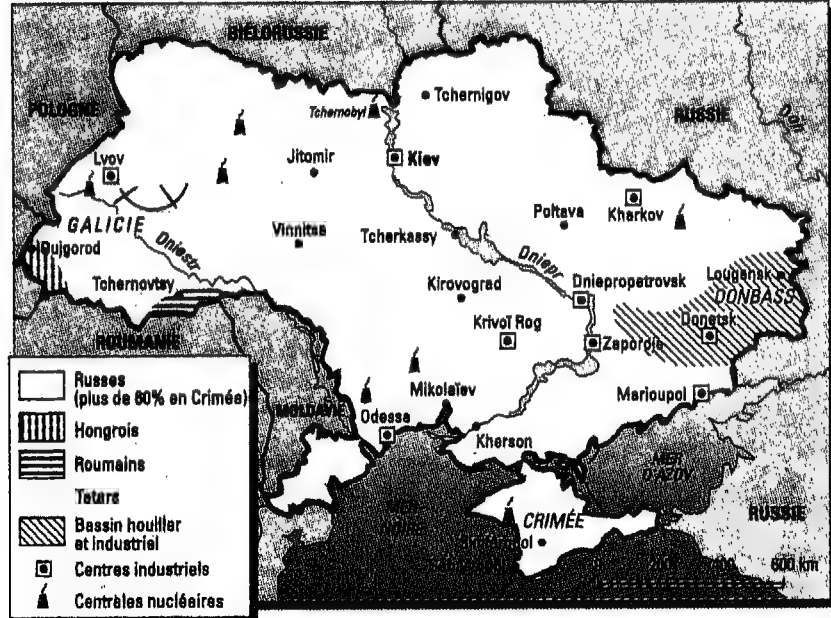 BIÉLORUSSIE
POLOGNE
Tchernobyl
Tchernigov
RUSSIE
Don
Lvov
Jitomir
Kiev
GALICIE
Vinnitsa
Poltava
Kharkov
Oujgorod
Dniestr
Tcherkassy
Dniepr
Tchernovtsy
Kirovograd
Dniepropetrovsk
Lougansk
DONBASS
ROUMANIE
Krivoï Rog
Zaporojie
Donetsk
MOLDAVIE
Mikolaïev
Marioupol
Odessa
Kherson
MER
D'AZOV
MER
NOIRE
CRIMÉE
RUSSIE
600 km
Russes
(plus de 60% en Crimée)
Hongrois
Roumains
Tatars
Bassin houiller
et industriel
Centres industriels
Centrales nucléaires